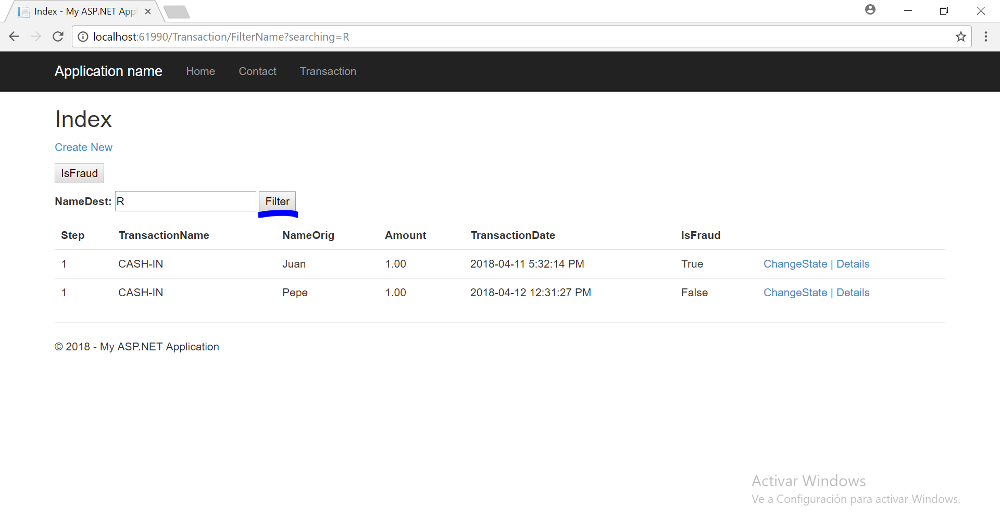 Index - My ASP.NET App
localhost:61990/Transaction/FilterName?searching=R
Application name Home Contact Transaction
Index
Create New
IsFraud
NameDest: R Filter
Step TransactionName NameOrig Amount TransactionDate IsFraud
1 CASH-IN Juan 1.00 2018-04-11 5:32:14 PM True ChangeState | Details
1 CASH-IN Pepe 1.00 2018-04-12 12:31:27 PM False ChangeState | Details
© 2018 - My ASP.NET Application
Activar Windows
Ve a Configuración para activar Windows.